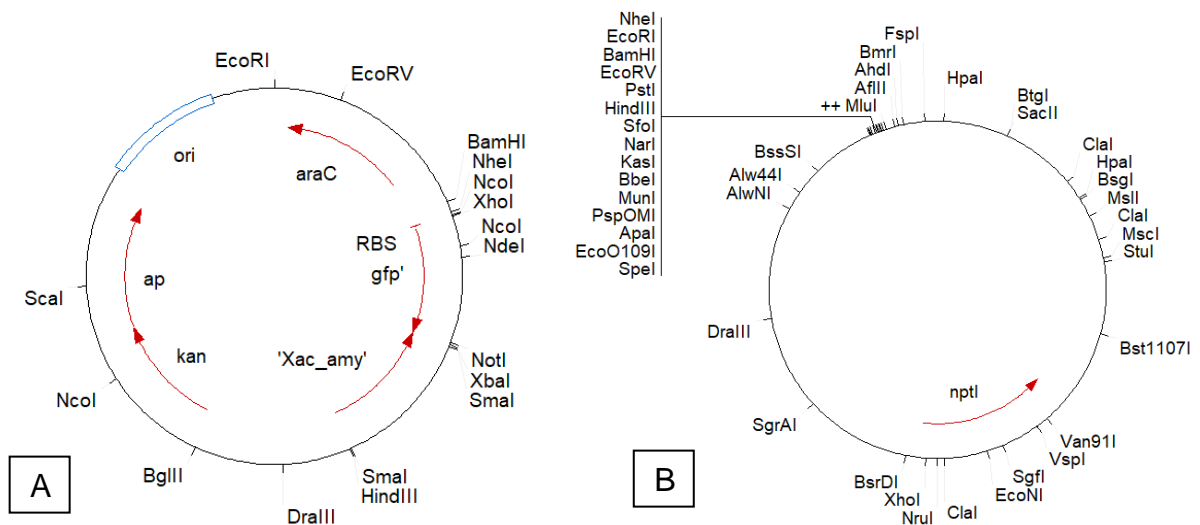 EcoRI
EcoRV
BamHI
NheI
NcoI
XhoI
NcoI
NdeI
NotI
XbaI
SmaI
SmaI
HindIII
DraIII
BglII
NcoI
ScaI
ori
araC
RBS
gfp'
'Xac_amy'
kan
ap
A
NheI
EcoRI
BamHI
EcoRV
PstI
HindIII
SfoI
NarI
KasI
BbeI
MunI
PspOMI
ApaI
EcoO109I
SpeI
FspI
BmrI
AhdI
AflII
++ MluI
HpaI
BtgI
SacII
ClaI
HpaI
BsgI
MslI
ClaI
MscI
StuI
Bst1107I
Van91I
VspI
SgfI
EcoNI
ClaI
NruI
XhoI
BsrDI
SgrAI
DraIII
AlwNI
Alw44I
BssSI
nptI
B